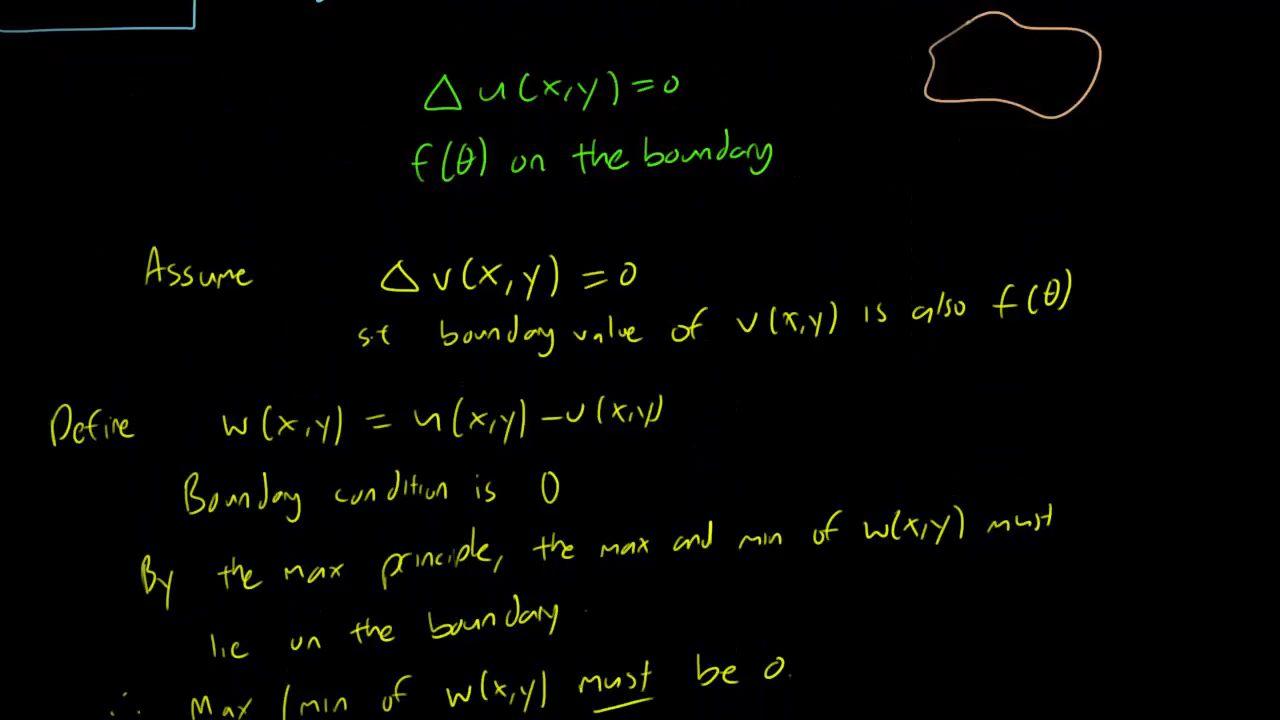 Δ u(x,y) = 0
f(θ) on the boundary
Assume Δ v(x,y) = 0
s.t boundary value of v(x,y) is also f(θ)
Define w(x,y) = u(x,y) - v(x,y)
Boundary condition is 0
By the max principle, the max and min of w(x,y) must
lie on the boundary
∴ Max/min of w(x,y) must be 0.